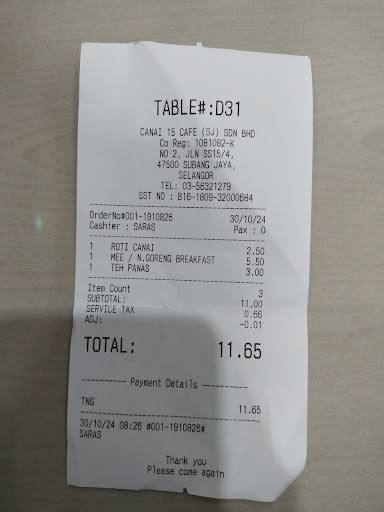 TABLE#:D31
CANAI 15 CAFE (SJ) SDN BHD
Co Reg: 1081082-K
NO 2, JLN SS15/4,
47500 SUBANG JAYA,
SELANGOR
TEL: 03-56321279
SST NO : B16-1809-32000684
OrderNo#001-1910826 30/10/24
Cashier : SARAS Pax : 0
1 ROTI CANAI 2.50
1 MEE / N.GORENG BREAKFAST 5.50
1 TEH PANAS 3.00
Item Count 3
SUBTOTAL: 11.00
SERVICE TAX 0.66
ADJ: -0.01
TOTAL: 11.65
---------- Payment Details ----------
TNG 11.65
30/10/24 08:26 #001-1910826#
SARAS
Thank you
Please come again